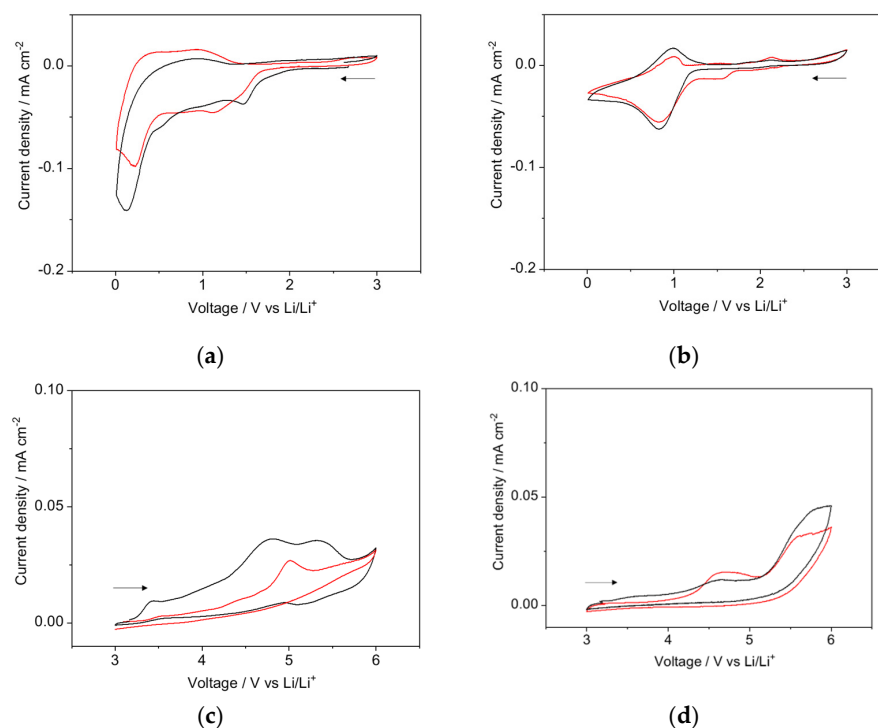 0.0
-0.1
-0.2
Current density / mA cm⁻²
0 1 2 3
Voltage / V vs Li/Li⁺
(a)
0.0
-0.1
-0.2
Current density / mA cm⁻²
0 1 2 3
Voltage / V vs Li/Li⁺
(b)
0.10
0.05
0.00
Current density / mA cm⁻²
3 4 5 6
Voltage / V vs Li/Li⁺
(c)
0.10
0.05
0.00
Current density / mA cm⁻²
3 4 5 6
Voltage / V vs Li/Li⁺
(d)